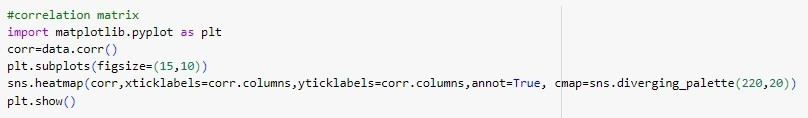 #correlation matrix
import matplotlib.pyplot as plt
corr=data.corr()
plt.subplots(figsize=(15,10))
sns.heatmap(corr,xticklabels=corr.columns,yticklabels=corr.columns,annot=True, cmap=sns.diverging_palette(220,20))
plt.show()